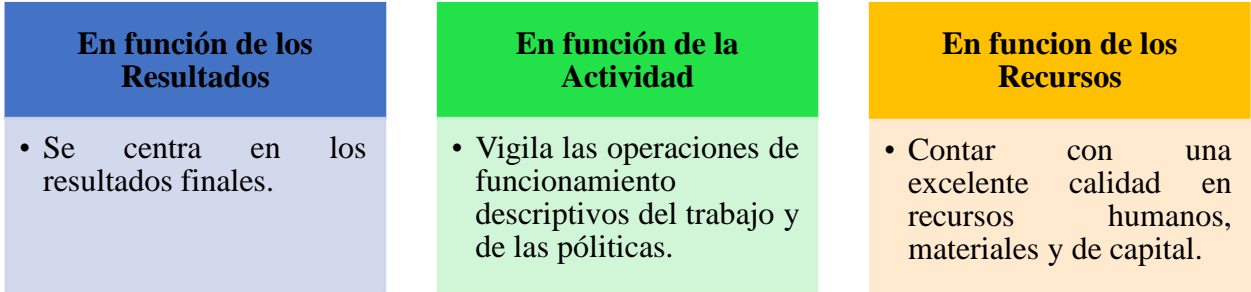 En función de los
Resultados
• Se centra en los
resultados finales.
En función de la
Actividad
• Vigila las operaciones de
funcionamiento
descriptivos del trabajo y
de las póliticas.
En funcion de los
Recursos
• Contar con una
excelente calidad en
recursos humanos,
materiales y de capital.